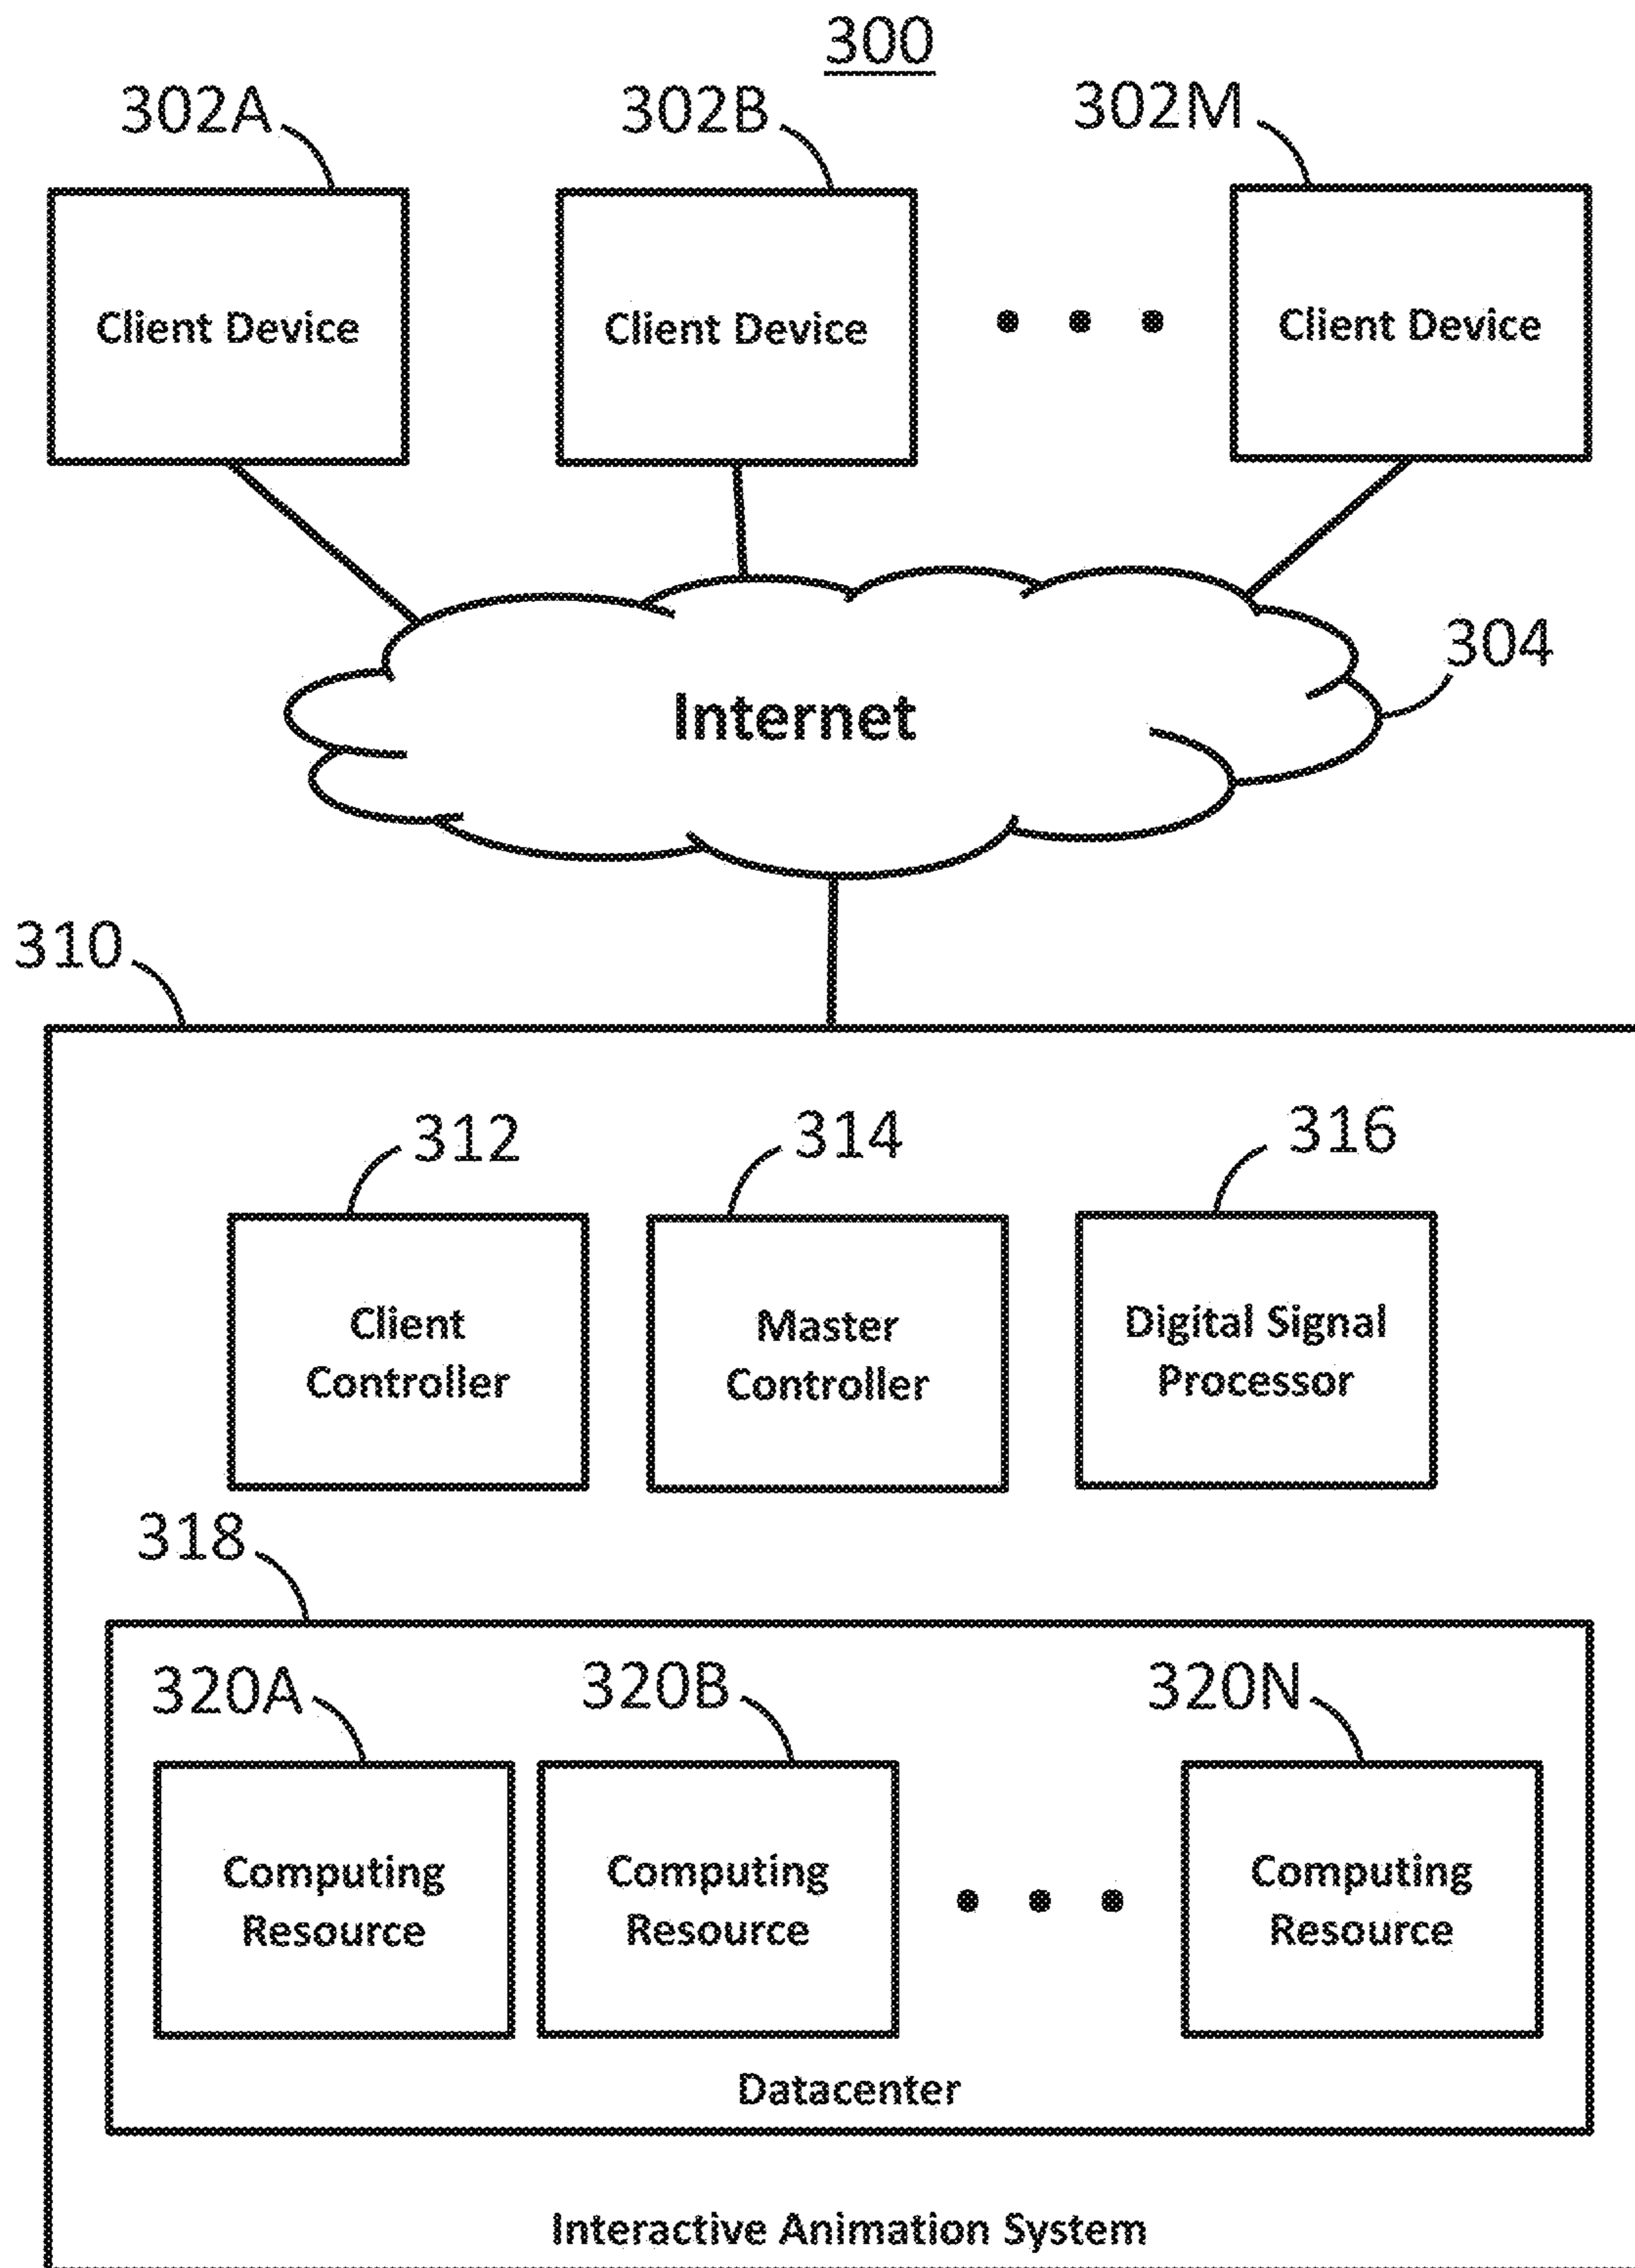 300
302A
302B
302M
Client Device
Client Device
Client Device
Internet
304
310
312
314
316
Client
Controller
Master
Controller
Digital Signal
Processor
318
320A
320B
320N
Computing
Resource
Computing
Resource
Computing
Resource
Datacenter
Interactive Animation System